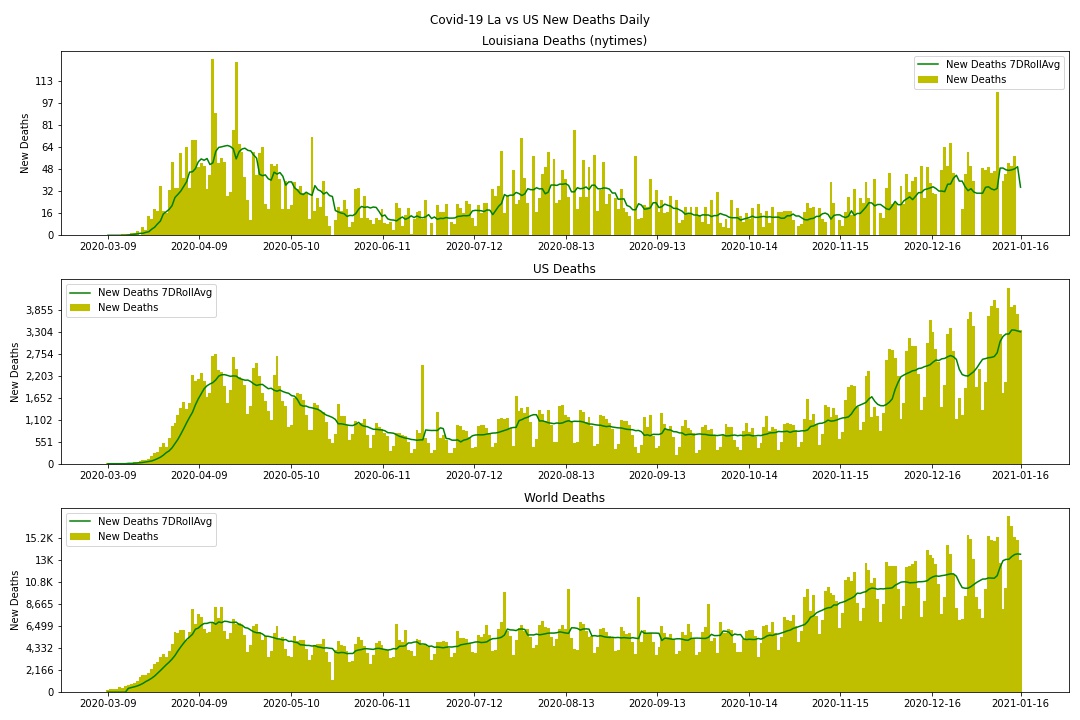 Covid-19 La vs US New Deaths Daily
Louisiana Deaths (nytimes)
New Deaths
113
97
81
64
48
32
16
0
New Deaths 7DRollAvg
New Deaths
2020-03-09 2020-04-09 2020-05-10 2020-06-11 2020-07-12 2020-08-13 2020-09-13 2020-10-14 2020-11-15 2020-12-16 2021-01-16
US Deaths
New Deaths
3,855
3,304
2,754
2,203
1,652
1,102
551
0
New Deaths 7DRollAvg
New Deaths
2020-03-09 2020-04-09 2020-05-10 2020-06-11 2020-07-12 2020-08-13 2020-09-13 2020-10-14 2020-11-15 2020-12-16 2021-01-16
World Deaths
New Deaths
15.2K
13K
10.8K
8,665
6,499
4,332
2,166
0
New Deaths 7DRollAvg
New Deaths
2020-03-09 2020-04-09 2020-05-10 2020-06-11 2020-07-12 2020-08-13 2020-09-13 2020-10-14 2020-11-15 2020-12-16 2021-01-16